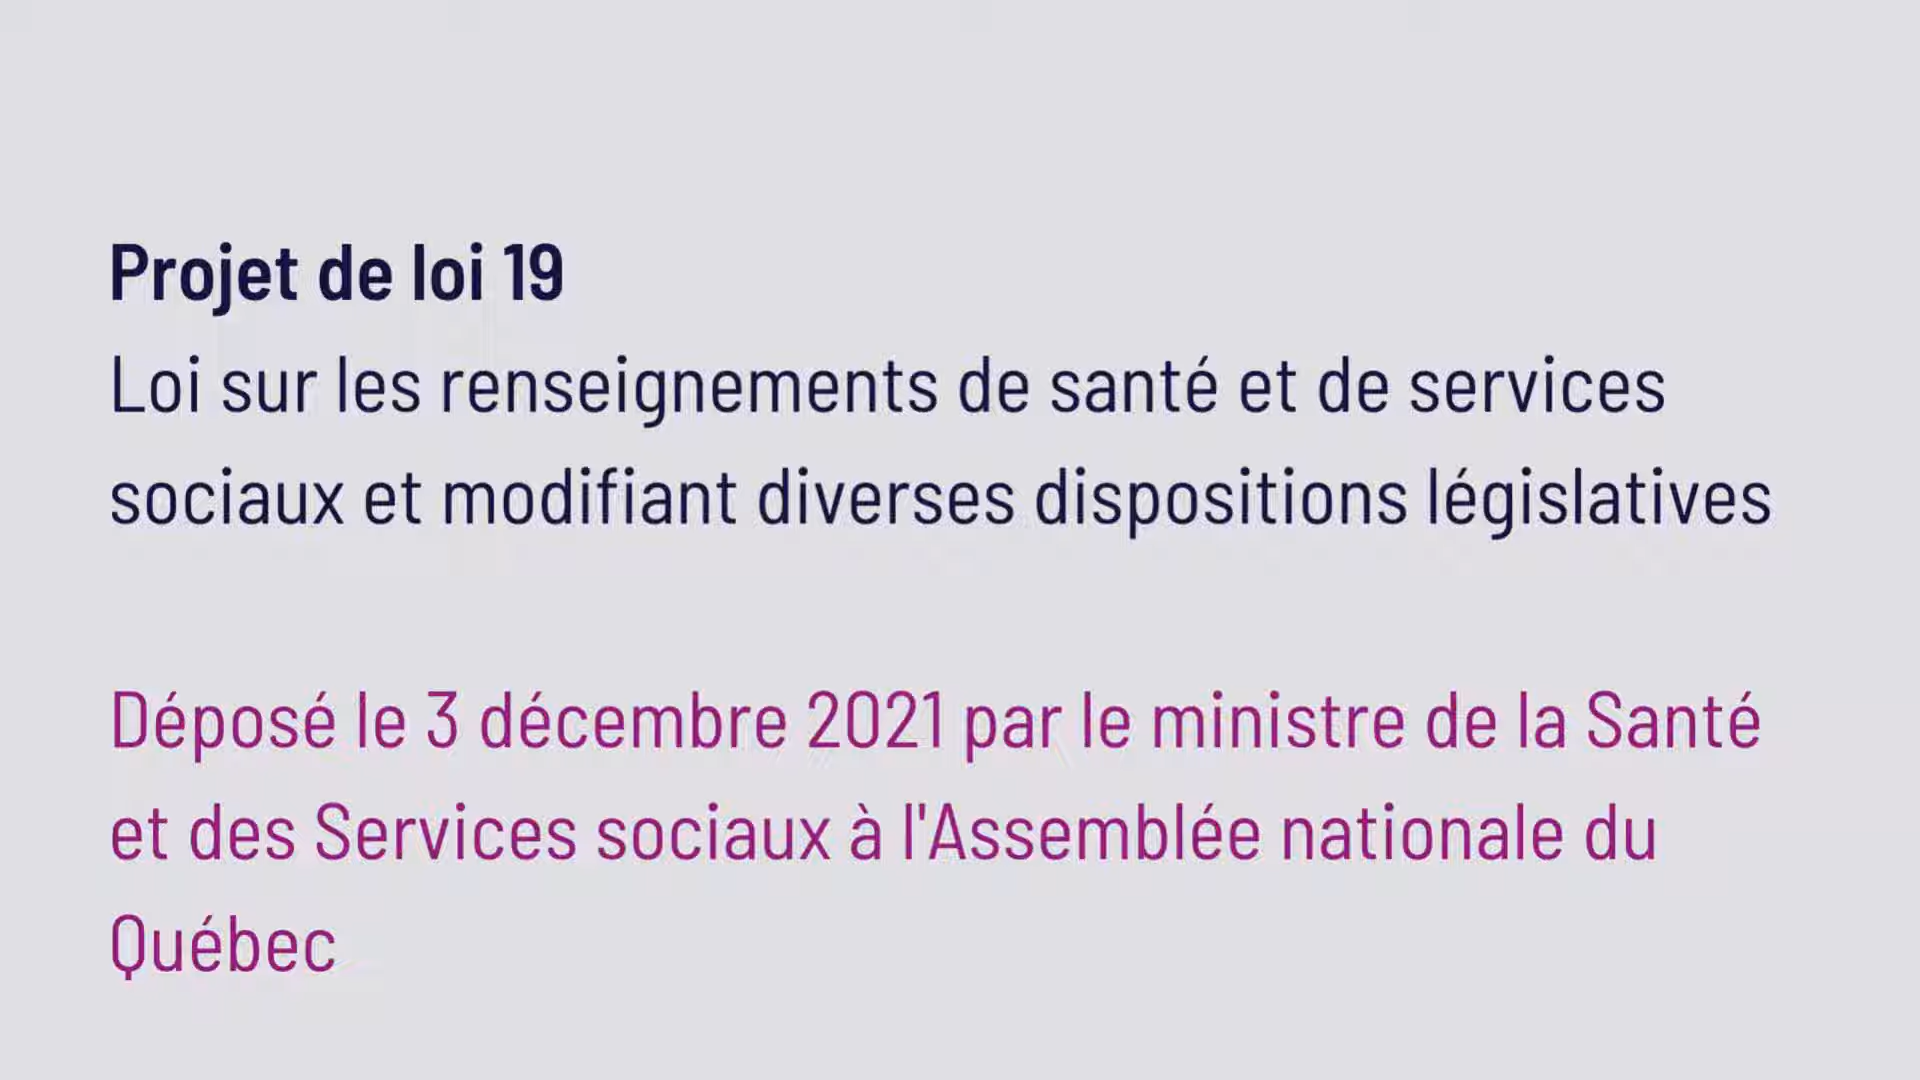 Projet de loi 19
Loi sur les renseignements de santé et de services
sociaux et modifiant diverses dispositions législatives
Déposé le 3 décembre 2021 par le ministre de la Santé
et des Services sociaux à l'Assemblée nationale du
Québec